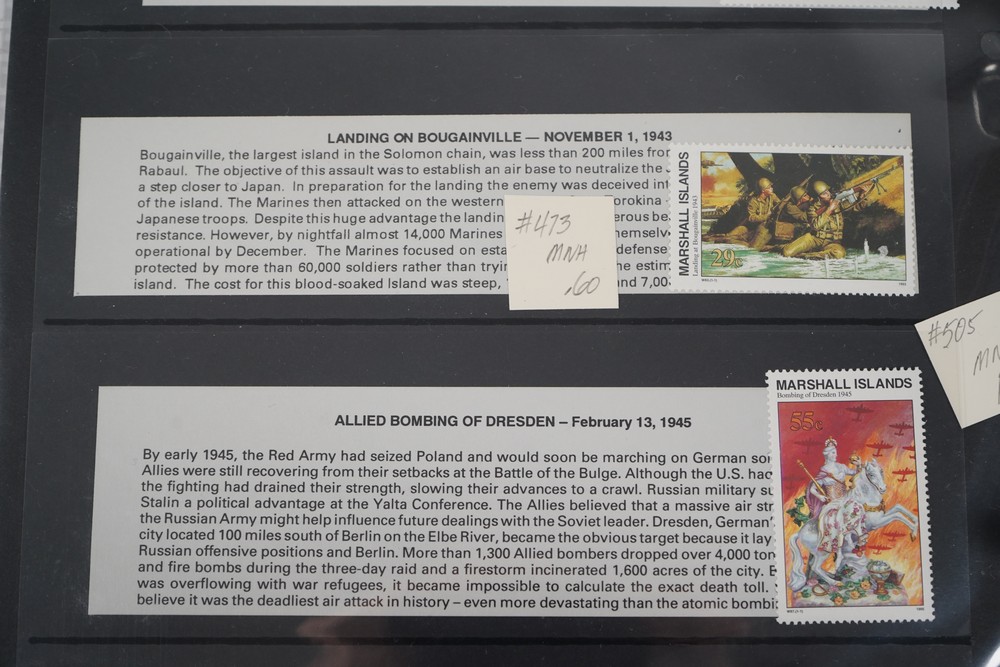 LANDING ON BOUGAINVILLE — NOVEMBER 1, 1943
Bougainville, the largest island in the Solomon chain, was less than 200 miles from
Rabaul. The objective of this assault was to establish an air base to neutralize the
a step closer to Japan. In preparation for the landing the enemy was deceived
of the island. The Marines then attacked on the western Torokina
Japanese troops. Despite this huge advantage the
resistance. However, by nightfall almost 14,000 Marines
operational by December. The Marines focused on defense
protected by more than 60,000 soldiers rather than
island. The cost for this blood-soaked Island was steep, and
#473
MNH
.60
MARSHALL ISLANDS
Landing at Bougainville 1943
29c
#505
ALLIED BOMBING OF DRESDEN – February 13, 1945
By early 1945, the Red Army had seized Poland and would soon be marching on German
Allies were still recovering from their setbacks at the Battle of the Bulge. Although the U.S.
the fighting had drained their strength, slowing their advances to a crawl. Russian military
Stalin a political advantage at the Yalta Conference. The Allies believed that a massive air
the Russian Army might help influence future dealings with the Soviet leader. Dresden,
city located 100 miles south of Berlin on the Elbe River, became the obvious target because it lay
Russian offensive positions and Berlin. More than 1,300 Allied bombers dropped over 4,000
and fire bombs during the three-day raid and a firestorm incinerated 1,600 acres of the city.
was overflowing with war refugees, it became impossible to calculate the exact death toll.
believe it was the deadliest air attack in history – even more devastating than the atomic
MARSHALL ISLANDS
Bombing of Dresden 1945
55c